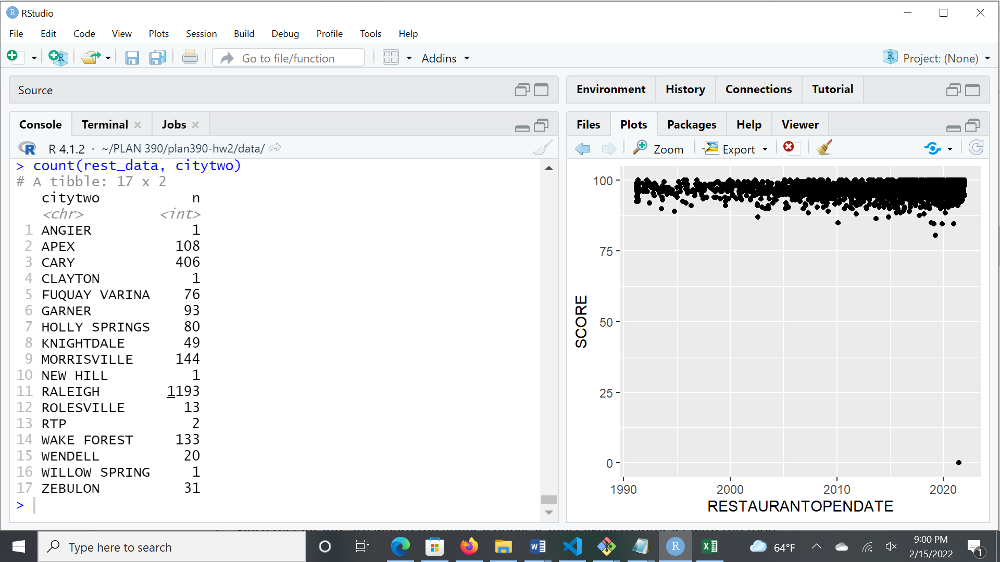 RStudio
File Edit Code View Plots Session Build Debug Profile Tools Help
Go to file/function Addins Project: (None)
Source
Environment History Connections Tutorial
Console Terminal Jobs
Files Plots Packages Help Viewer
R 4.1.2 · ~/PLAN 390/plan390-hw2/data/
Zoom Export
> count(rest_data, citytwo)
# A tibble: 17 x 2
citytwo n
<chr> <int>
1 ANGIER 1
2 APEX 108
3 CARY 406
4 CLAYTON 1
5 FUQUAY VARINA 76
6 GARNER 93
7 HOLLY SPRINGS 80
8 KNIGHTDALE 49
9 MORRISVILLE 144
10 NEW HILL 1
11 RALEIGH 1193
12 ROLESVILLE 13
13 RTP 2
14 WAKE FOREST 133
15 WENDELL 20
16 WILLOW SPRING 1
17 ZEBULON 31
>
100
75
50
25
0
SCORE
1990 2000 2010 2020
RESTAURANTOPENDATE
Type here to search
64°F
9:00 PM
2/15/2022
1